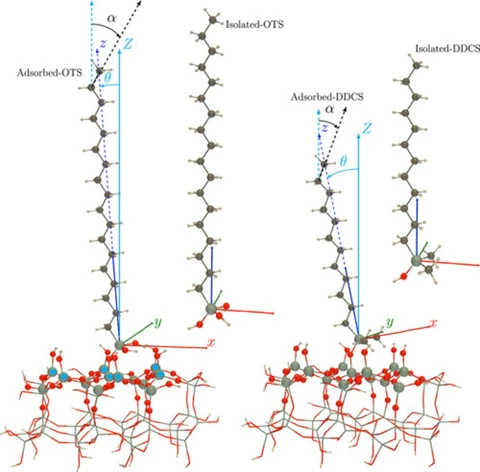 α
Isolated-OTS
z
Z
Adsorbed-OTS
θ
Isolated-DDCS
Adsorbed-DDCS
α
z
Z
θ
y
x
y
x